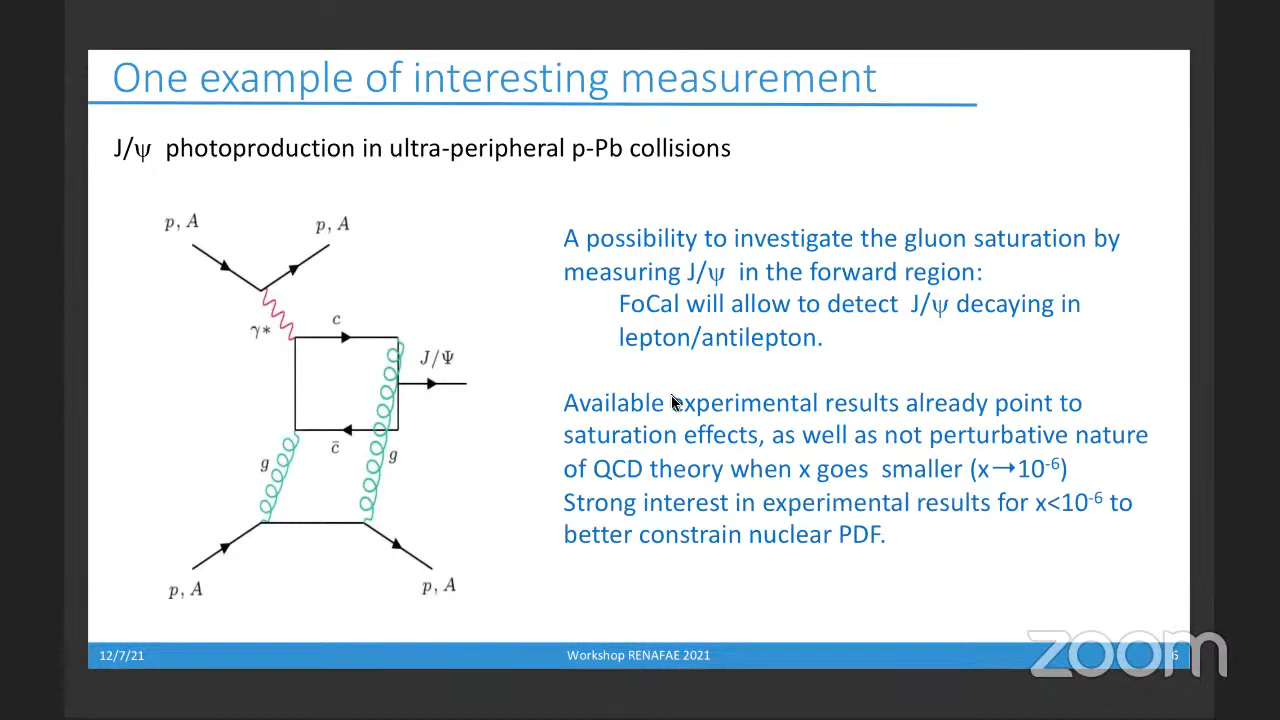 One example of interesting measurement
J/ψ photoproduction in ultra-peripheral p-Pb collisions
p, A
p, A
γ*
c
J/Ψ
c̄
g
g
p, A
p, A
A possibility to investigate the gluon saturation by
measuring J/ψ in the forward region:
FoCal will allow to detect J/ψ decaying in
lepton/antilepton.
Available experimental results already point to
saturation effects, as well as not perturbative nature
of QCD theory when x goes smaller (x→10⁻⁶)
Strong interest in experimental results for x<10⁻⁶ to
better constrain nuclear PDF.
12/7/21
Workshop RENAFAE 2021
6
zoom